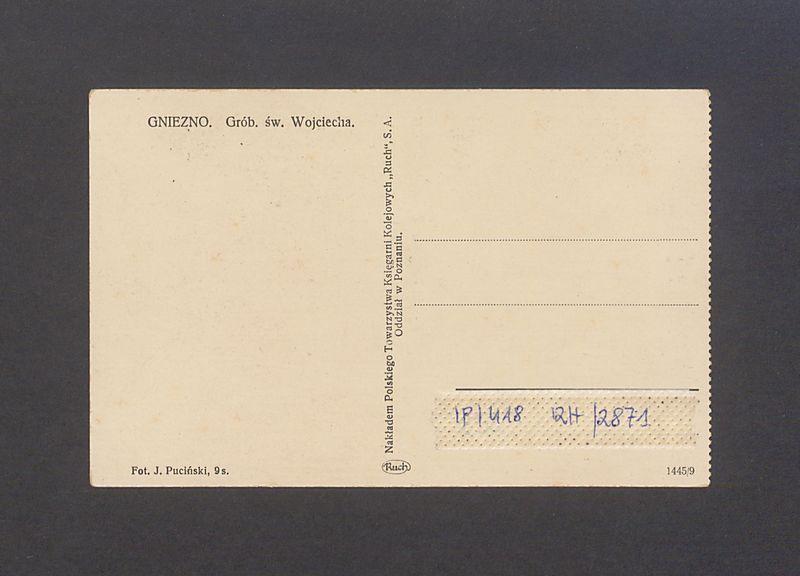 GNIEZNO. Grób. św. Wojciecha.
Nakładem Polskiego Towarzystwa Księgarni Kolejowych „Ruch“, S. A.
Oddział w Poznaniu.
IP/418 RH/2871
Fot. J. Puciński, 9 s.
Ruch
1445/9